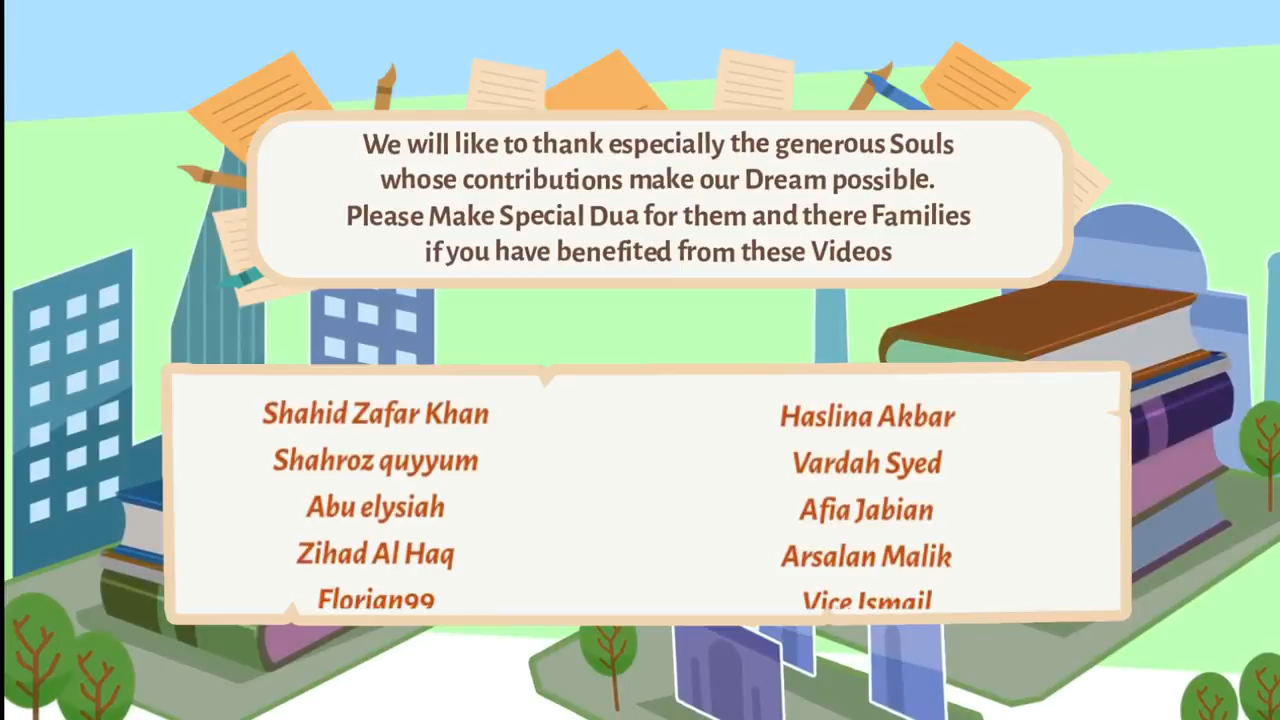 We will like to thank especially the generous Souls
whose contributions make our Dream possible.
Please Make Special Dua for them and there Families
if you have benefited from these Videos
Shahid Zafar Khan
Haslina Akbar
Shahroz quyyum
Vardah Syed
Abu elysiah
Afia Jabian
Zihad Al Haq
Arsalan Malik
Florian99
Vice Ismail